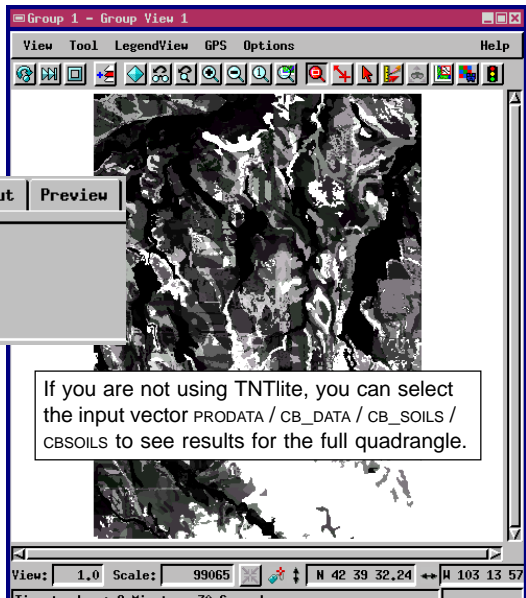 Group 1 - Group View 1
View Tool LegendView GPS Options Help
Preview
If you are not using TNTlite, you can select
the input vector PRODATA / CB_DATA / CB_SOILS /
CBSOILS to see results for the full quadrangle.
View: 1.0 Scale: 99065 N 42 39 32.24 W 103 13 57